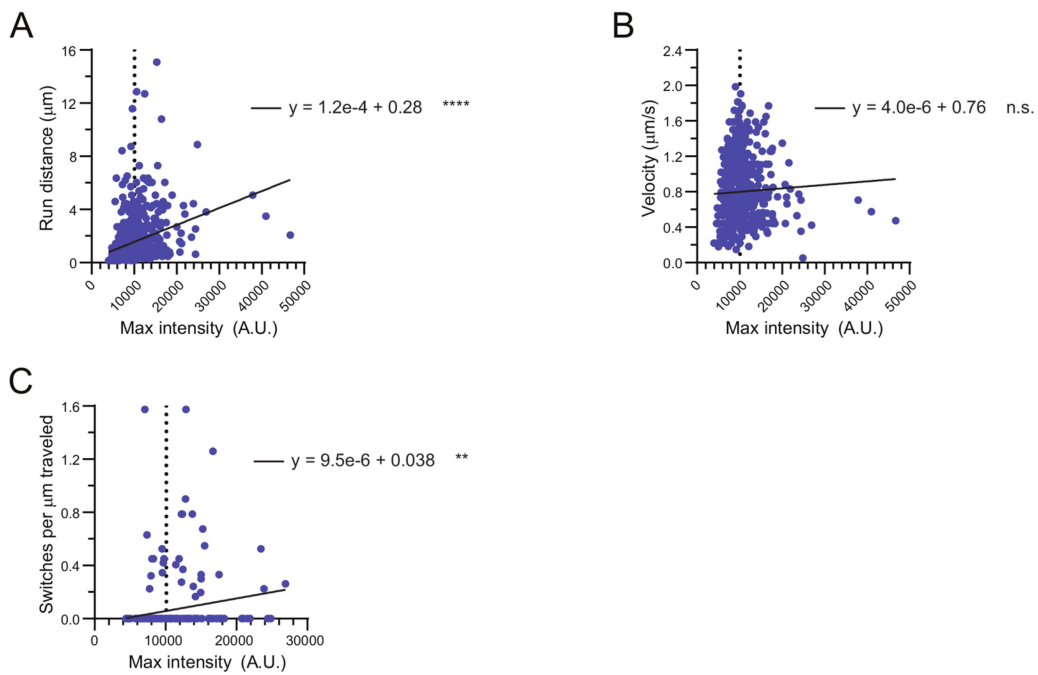 A
16
12
8
4
0
Run distance (μm)
y = 1.2e-4 + 0.28 ****
0 10000 20000 30000 40000 50000
Max intensity (A.U.)
B
2.4
2.0
1.6
1.2
0.8
0.4
0.0
Velocity (μm/s)
y = 4.0e-6 + 0.76 n.s.
0 10000 20000 30000 40000 50000
Max intensity (A.U.)
C
1.6
1.2
0.8
0.4
0.0
Switches per μm traveled
y = 9.5e-6 + 0.038 **
0 10000 20000 30000
Max intensity (A.U.)